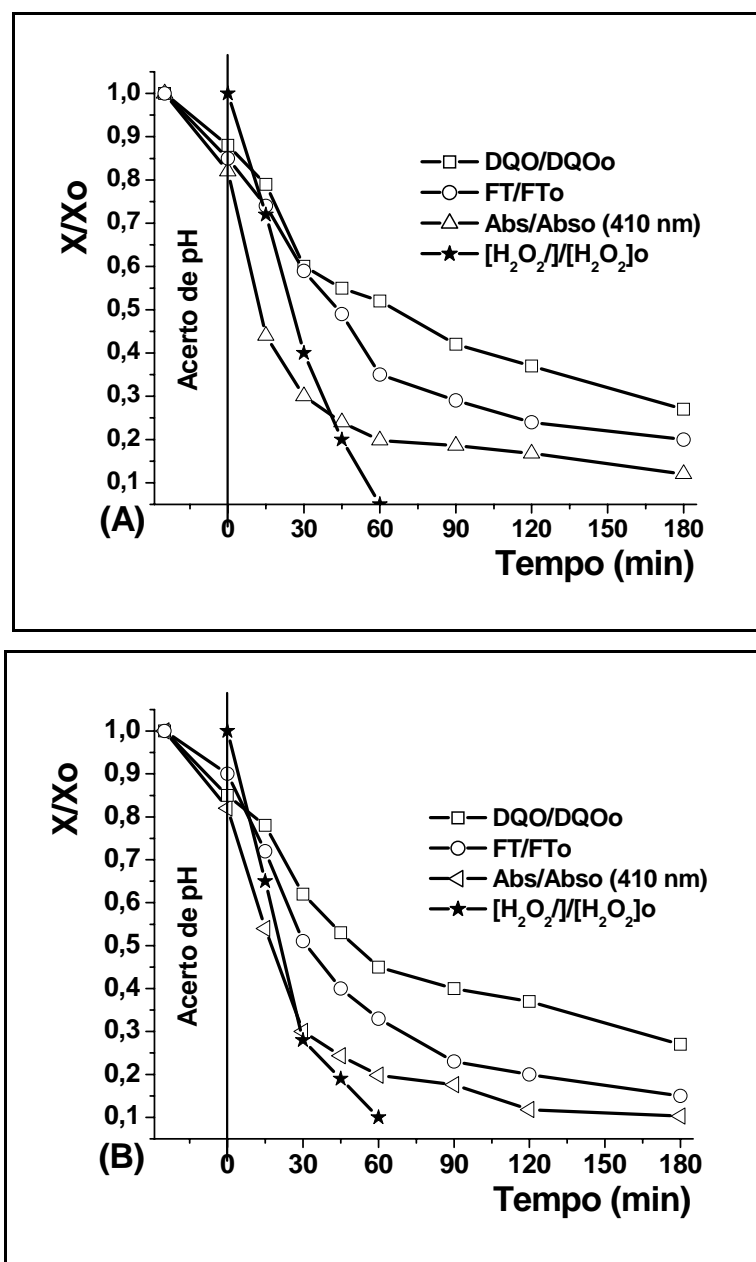 X/Xo
1,0
0,9
0,8
0,7
0,6
0,5
0,4
0,3
0,2
0,1
Acerto de pH
DQO/DQOo
FT/FTo
Abs/Abso (410 nm)
[H₂O₂/]/[H₂O₂]o
(A)
0 30 60 90 120 150 180
Tempo (min)
X/Xo
1,0
0,9
0,8
0,7
0,6
0,5
0,4
0,3
0,2
0,1
Acerto de pH
DQO/DQOo
FT/FTo
Abs/Abso (410 nm)
[H₂O₂/]/[H₂O₂]o
(B)
0 30 60 90 120 150 180
Tempo (min)